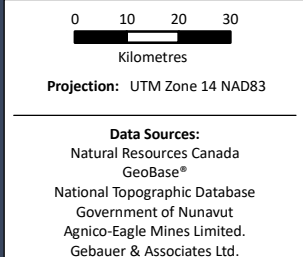 0 10 20 30
Kilometres
Projection: UTM Zone 14 NAD83
Data Sources:
Natural Resources Canada
GeoBase®
National Topographic Database
Government of Nunavut
Agnico-Eagle Mines Limited.
Gebauer & Associates Ltd.